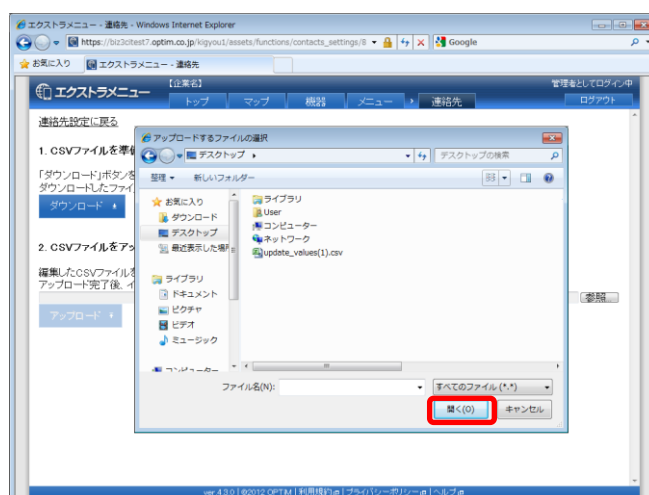 エクストラメニュー - 連絡先 - Windows Internet Explorer
https://biz3citest7.optim.co.jp/kigyou1/assets/functions/contacts_settings/8
Google
お気に入り
エクストラメニュー - 連絡先
エクストラメニュー
【企業名】
管理者としてログイン中
トップ
マップ
機器
メニュー
連絡先
ログアウト
連絡先設定に戻る
1. CSVファイルを準
「ダウンロード」ボタンを
ダウンロードしたファイ
ダウンロード
2. CSVファイルをアッ
編集したCSVファイルを
アップロード完了後、イ
参照...
アップロード
アップロードするファイルの選択
デスクトップ
デスクトップの検索
整理
新しいフォルダー
お気に入り
ダウンロード
デスクトップ
最近表示した場所
ライブラリ
ドキュメント
ピクチャ
ビデオ
ミュージック
コンピューター
ライブラリ
User
コンピューター
ネットワーク
update_values(1).csv
ファイル名(N):
すべてのファイル (*.*)
開く(O)
キャンセル
ver 4.3.0 | ©2012 OPTiM | 利用規約 | プライバシーポリシー | ヘルプ